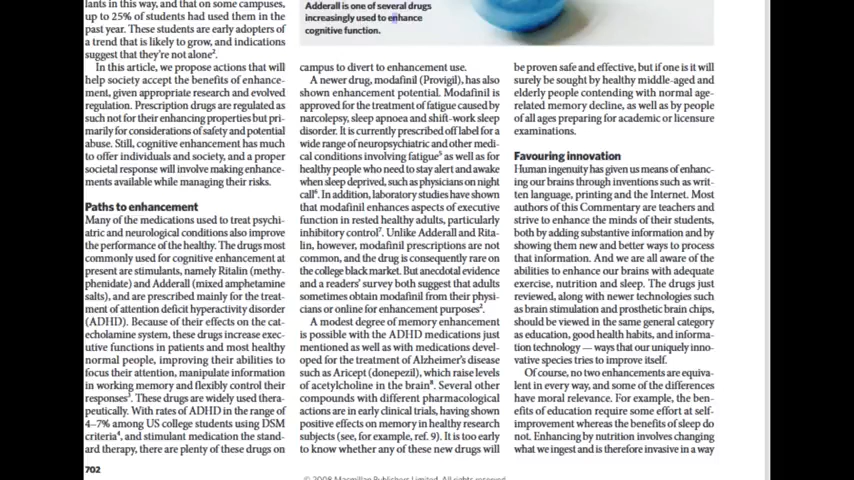 lants in this way, and that on some campuses,
up to 25% of students had used them in the
past year. These students are early adopters of
a trend that is likely to grow, and indications
suggest that they're not alone².
In this article, we propose actions that will
help society accept the benefits of enhance-
ment, given appropriate research and evolved
regulation. Prescription drugs are regulated as
such not for their enhancing properties but pri-
marily for considerations of safety and potential
abuse. Still, cognitive enhancement has much
to offer individuals and society, and a proper
societal response will involve making enhance-
ments available while managing their risks.
Paths to enhancement
Many of the medications used to treat psychi-
atric and neurological conditions also improve
the performance of the healthy. The drugs most
commonly used for cognitive enhancement at
present are stimulants, namely Ritalin (methy-
phenidate) and Adderall (mixed amphetamine
salts), and are prescribed mainly for the treat-
ment of attention deficit hyperactivity disorder
(ADHD). Because of their effects on the cat-
echolamine system, these drugs increase exec-
utive functions in patients and most healthy
normal people, improving their abilities to
focus their attention, manipulate information
in working memory and flexibly control their
responses³. These drugs are widely used thera-
peutically. With rates of ADHD in the range of
4–7% among US college students using DSM
criteria⁴, and stimulant medication the stand-
ard therapy, there are plenty of these drugs on
702
Adderall is one of several drugs
increasingly used to enhance
cognitive function.
campus to divert to enhancement use.
A newer drug, modafinil (Provigil), has also
shown enhancement potential. Modafinil is
approved for the treatment of fatigue caused by
narcolepsy, sleep apnoea and shift-work sleep
disorder. It is currently prescribed off label for a
wide range of neuropsychiatric and other medi-
cal conditions involving fatigue⁵ as well as for
healthy people who need to stay alert and awake
when sleep deprived, such as physicians on night
call⁶. In addition, laboratory studies have shown
that modafinil enhances aspects of executive
function in rested healthy adults, particularly
inhibitory control⁷. Unlike Adderall and Rita-
lin, however, modafinil prescriptions are not
common, and the drug is consequently rare on
the college black market. But anecdotal evidence
and a readers' survey both suggest that adults
sometimes obtain modafinil from their physi-
cians or online for enhancement purposes².
A modest degree of memory enhancement
is possible with the ADHD medications just
mentioned as well as with medications devel-
oped for the treatment of Alzheimer's disease
such as Aricept (donepezil), which raise levels
of acetylcholine in the brain⁸. Several other
compounds with different pharmacological
actions are in early clinical trials, having shown
positive effects on memory in healthy research
subjects (see, for example, ref. 9). It is too early
to know whether any of these new drugs will
© 2008 Macmillan Publishers Limited. All rights reserved
be proven safe and effective, but if one is it will
surely be sought by healthy middle-aged and
elderly people contending with normal age-
related memory decline, as well as by people
of all ages preparing for academic or licensure
examinations.
Favouring innovation
Human ingenuity has given us means of enhanc-
ing our brains through inventions such as writ-
ten language, printing and the Internet. Most
authors of this Commentary are teachers and
strive to enhance the minds of their students,
both by adding substantive information and by
showing them new and better ways to process
that information. And we are all aware of the
abilities to enhance our brains with adequate
exercise, nutrition and sleep. The drugs just
reviewed, along with newer technologies such
as brain stimulation and prosthetic brain chips,
should be viewed in the same general category
as education, good health habits, and informa-
tion technology — ways that our uniquely inno-
vative species tries to improve itself.
Of course, no two enhancements are equiva-
lent in every way, and some of the differences
have moral relevance. For example, the ben-
efits of education require some effort at self-
improvement whereas the benefits of sleep do
not. Enhancing by nutrition involves changing
what we ingest and is therefore invasive in a way